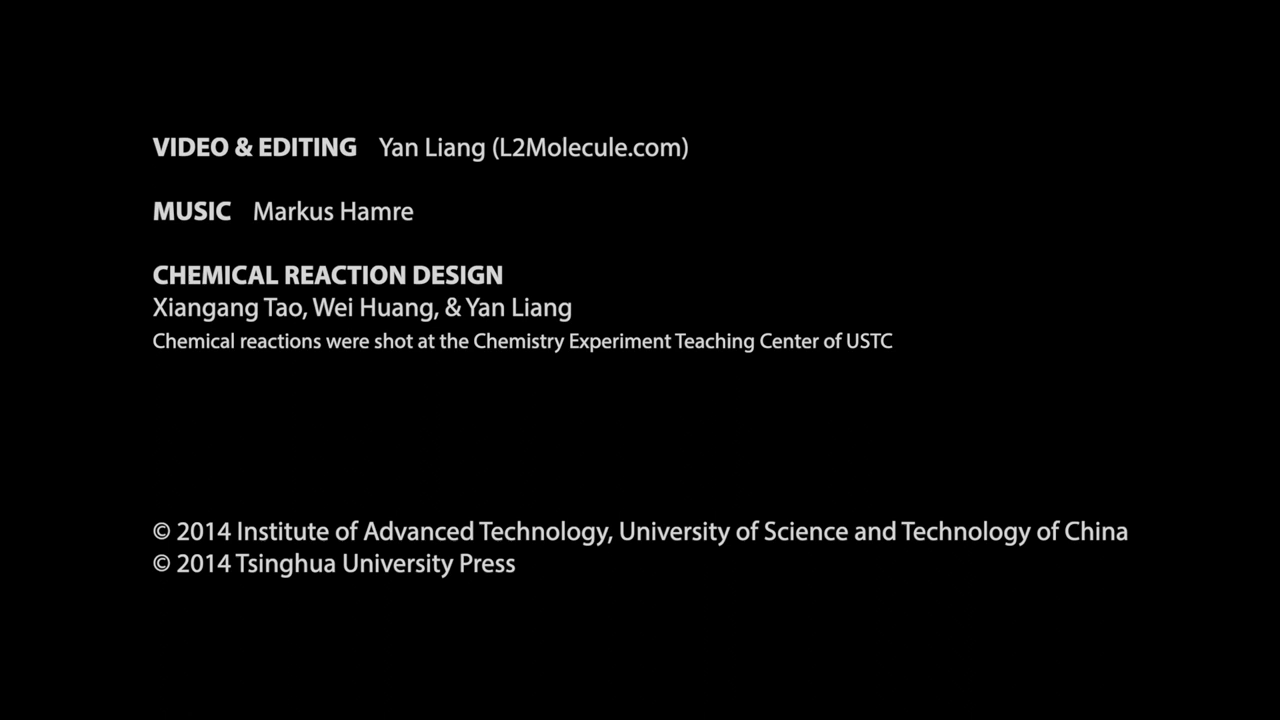 VIDEO & EDITING Yan Liang (L2Molecule.com)
MUSIC Markus Hamre
CHEMICAL REACTION DESIGN
Xiangang Tao, Wei Huang, & Yan Liang
Chemical reactions were shot at the Chemistry Experiment Teaching Center of USTC
© 2014 Institute of Advanced Technology, University of Science and Technology of China
© 2014 Tsinghua University Press